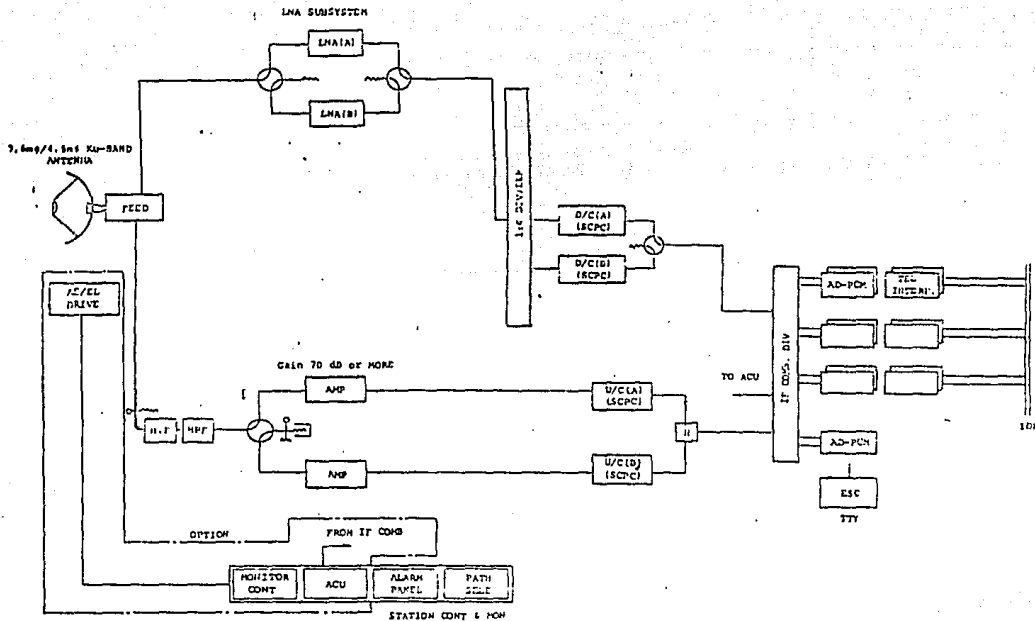 LNA SUBSYSTEM
LNA(A)
LNA(B)
KU-BAND
ANTENNA
FEED
D/C(A)
(SCPC)
D/C(B)
(SCPC)
AZ/EL
DRIVE
Gain 70 dB or MORE
AMP
AMP
U/C(A)
(SCPC)
U/C(B)
(SCPC)
H
TO ACU
IF COMB. DIV
AD-PCM
TEL
INTERF.
AD-PCM
ESC
TTY
OPTION
FROM IF COMB
MONITOR
CONT
ACU
ALARM
PANEL
PATH
SELE
STATION CONT & MON